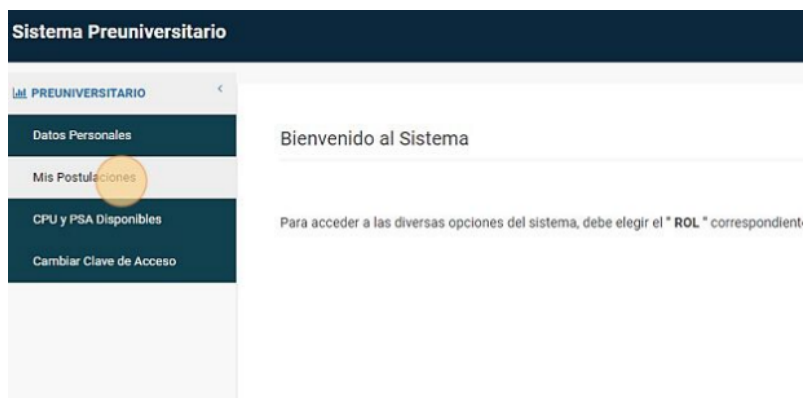 Sistema Preuniversitario
PREUNIVERSITARIO
Datos Personales
Bienvenido al Sistema
Mis Postulaciones
CPU y PSA Disponibles
Para acceder a las diversas opciones del sistema, debe elegir el " ROL " correspondient
Cambiar Clave de Acceso